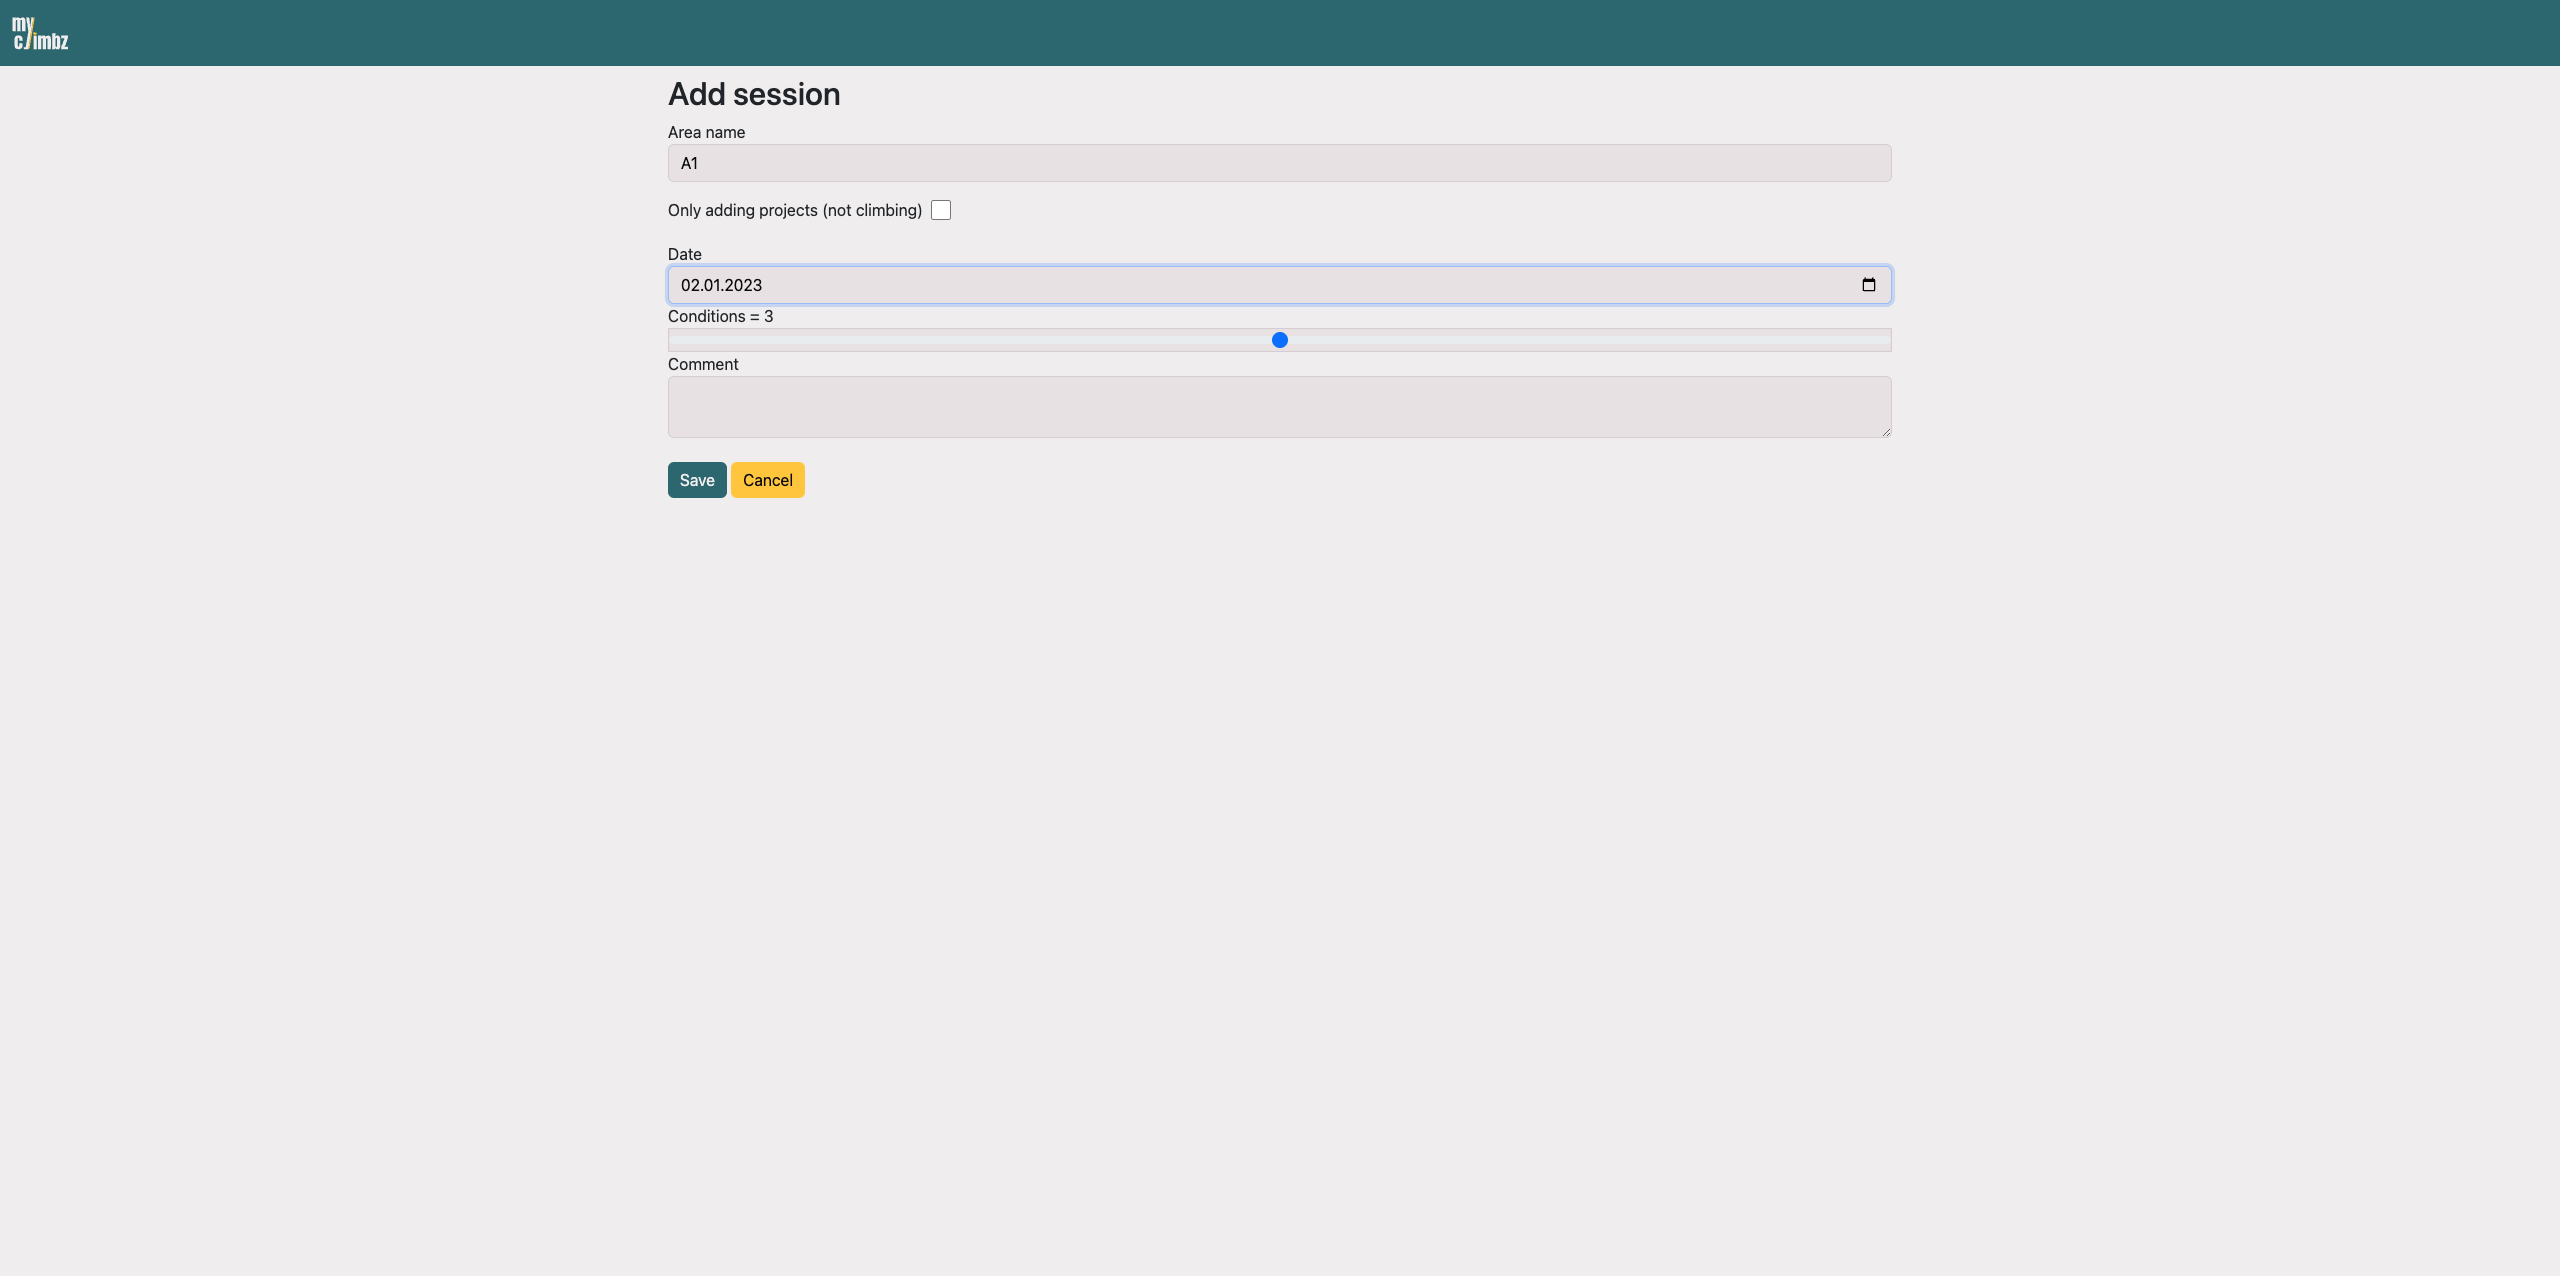 my
climbz
Add session
Area name
A1
Only adding projects (not climbing)
Date
02.01.2023
Conditions = 3
Comment
Save Cancel